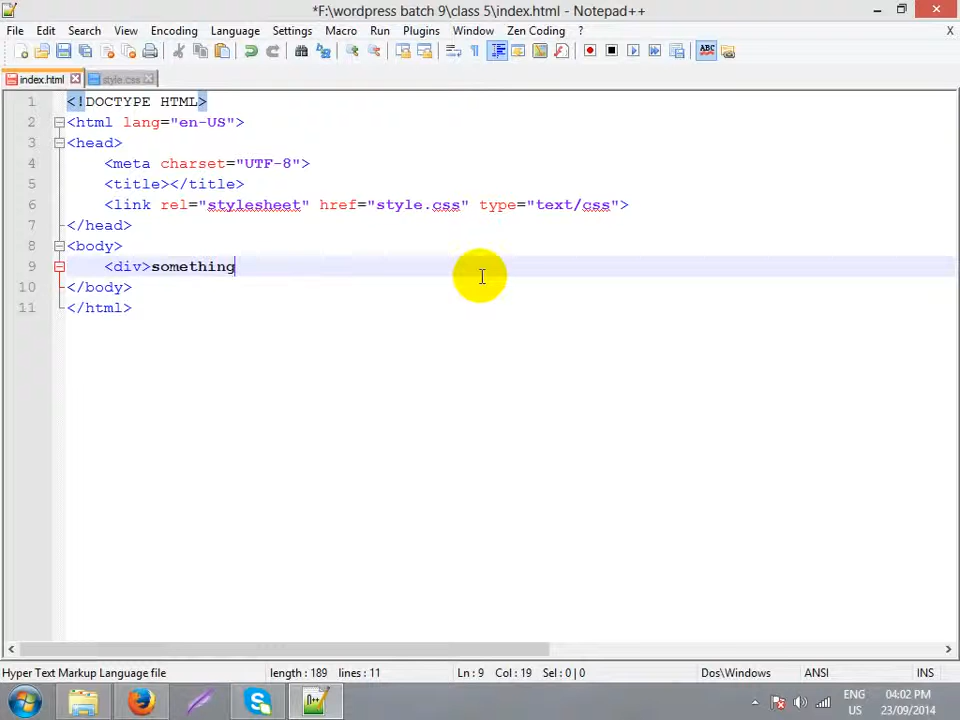 *F:\wordpress batch 9\class 5\index.html - Notepad++
File Edit Search View Encoding Language Settings Macro Run Plugins Window Zen Coding ? X
index.html style.css
1 <!DOCTYPE HTML>
2 <html lang="en-US">
3 <head>
4 <meta charset="UTF-8">
5 <title></title>
6 <link rel="stylesheet" href="style.css" type="text/css">
7 </head>
8 <body>
9 <div>something
10 </body>
11 </html>
Hyper Text Markup Language file length : 189 lines : 11 Ln : 9 Col : 19 Sel : 0 | 0 Dos\Windows ANSI INS
ENG 04:02 PM
US 23/09/2014